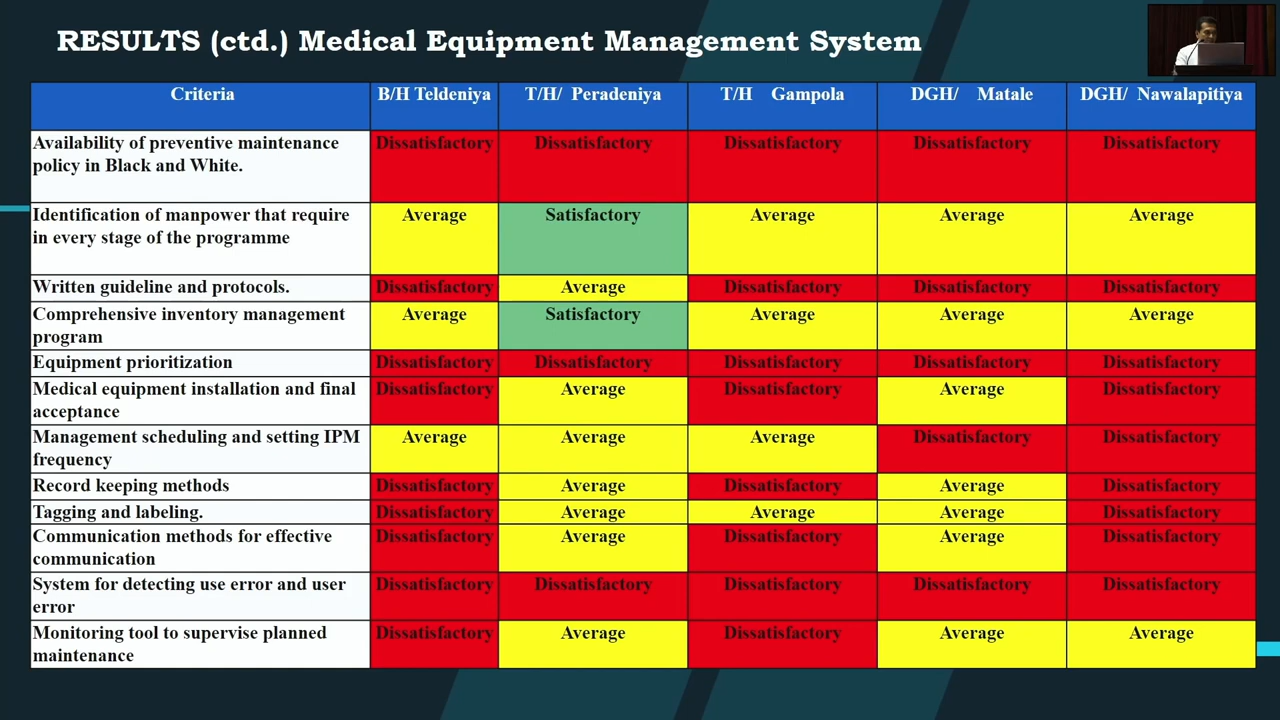 RESULTS (ctd.) Medical Equipment Management System
Criteria B/H Teldeniya T/H/ Peradeniya T/H Gampola DGH/ Matale DGH/ Nawalapitiya
Availability of preventive maintenance Dissatisfactory Dissatisfactory Dissatisfactory Dissatisfactory Dissatisfactory
policy in Black and White.
Identification of manpower that require Average Satisfactory Average Average Average
in every stage of the programme
Written guideline and protocols. Dissatisfactory Average Dissatisfactory Dissatisfactory Dissatisfactory
Comprehensive inventory management Average Satisfactory Average Average Average
program
Equipment prioritization Dissatisfactory Dissatisfactory Dissatisfactory Dissatisfactory Dissatisfactory
Medical equipment installation and final Dissatisfactory Average Dissatisfactory Average Dissatisfactory
acceptance
Management scheduling and setting IPM Average Average Average Dissatisfactory Dissatisfactory
frequency
Record keeping methods Dissatisfactory Average Dissatisfactory Average Dissatisfactory
Tagging and labeling. Dissatisfactory Average Average Average Dissatisfactory
Communication methods for effective Dissatisfactory Average Dissatisfactory Average Dissatisfactory
communication
System for detecting use error and user Dissatisfactory Dissatisfactory Dissatisfactory Dissatisfactory Dissatisfactory
error
Monitoring tool to supervise planned Dissatisfactory Average Dissatisfactory Average Average
maintenance